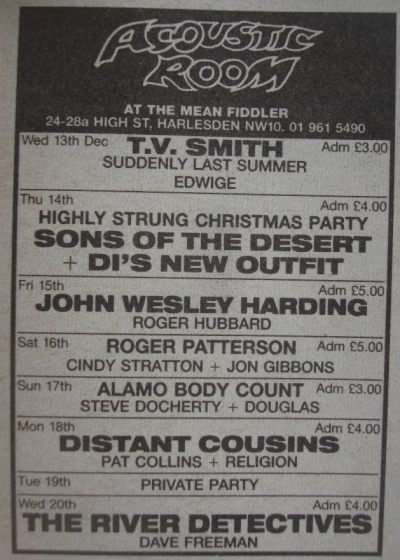 ACOUSTIC
ROOM
AT THE MEAN FIDDLER
24-28a HIGH ST, HARLESDEN NW10. 01 961 5490
Wed 13th Dec T.V. SMITH Adm £3.00
SUDDENLY LAST SUMMER
EDWIGE
Thu 14th Adm £4.00
HIGHLY STRUNG CHRISTMAS PARTY
SONS OF THE DESERT
+ DI'S NEW OUTFIT
Fri 15th Adm £5.00
JOHN WESLEY HARDING
ROGER HUBBARD
Sat 16th ROGER PATTERSON Adm £5.00
CINDY STRATTON + JON GIBBONS
Sun 17th ALAMO BODY COUNT Adm £3.00
STEVE DOCHERTY + DOUGLAS
Mon 18th Adm £4.00
DISTANT COUSINS
PAT COLLINS + RELIGION
Tue 19th PRIVATE PARTY
Wed 20th Adm £4.00
THE RIVER DETECTIVES
DAVE FREEMAN